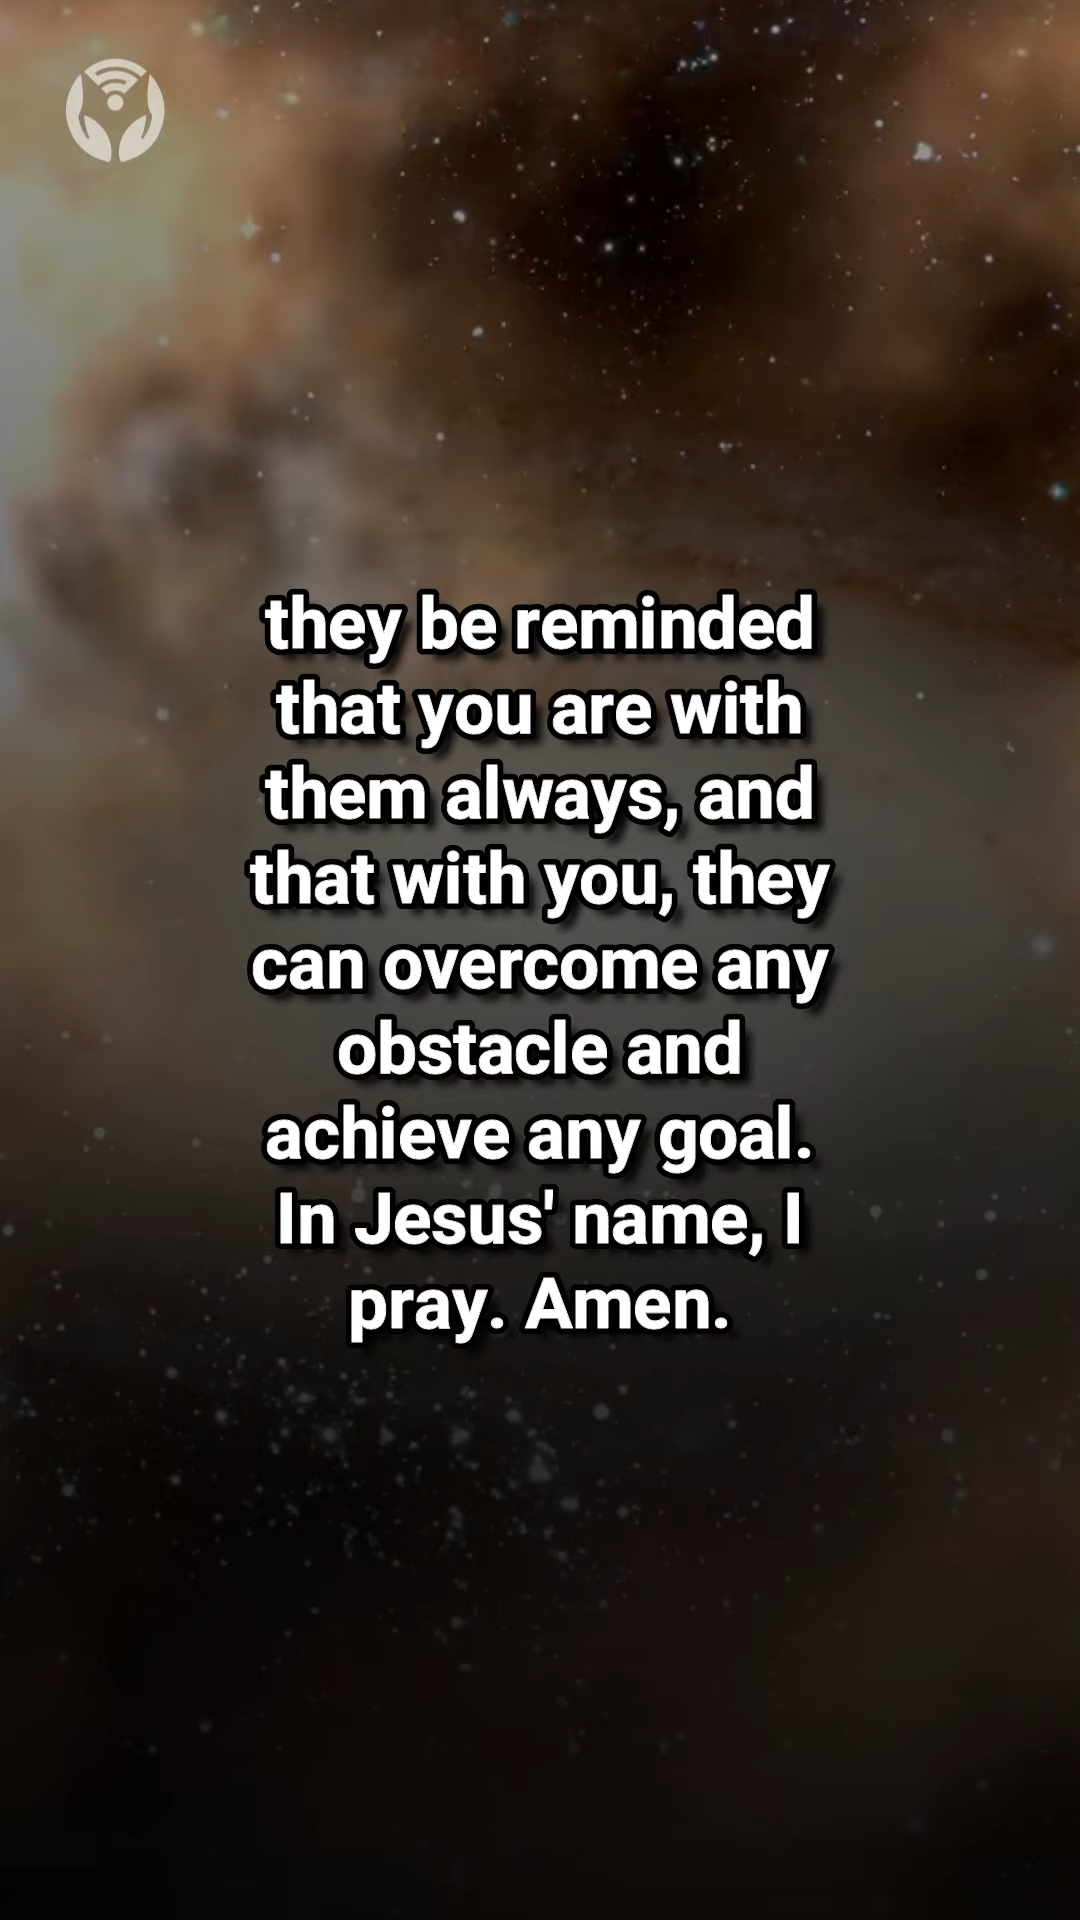 they be reminded
that you are with
them always, and
that with you, they
can overcome any
obstacle and
achieve any goal.
In Jesus' name, I
pray. Amen.